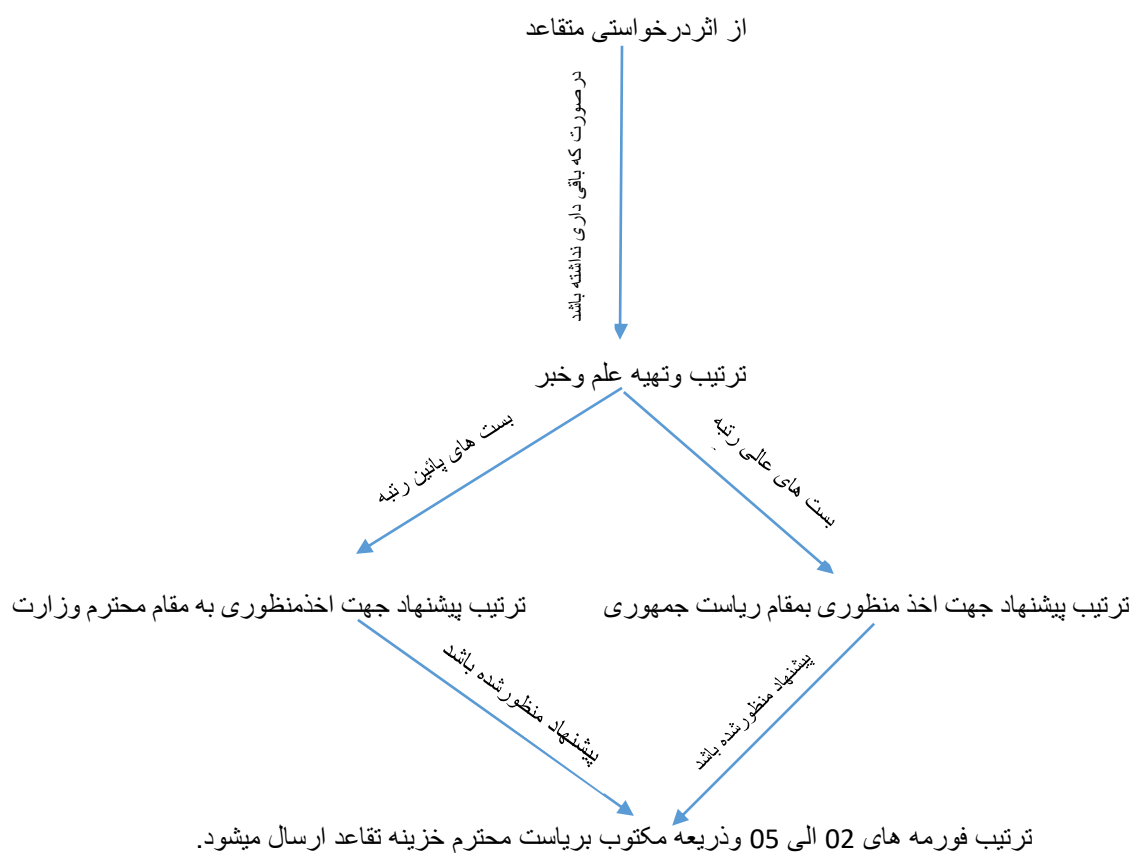 از اثردرخواستی متقاعد
درصورت که باقی داری نداشته باشد
ترتیب وتهیه علم وخبر
بست های عالی رتبه
بست های پائین رتبه
ترتیب پیشنهاد جهت اخذ منظوری بمقام ریاست جمهوری
ترتیب پیشنهاد جهت اخذمنظوری به مقام محترم وزارت
پیشنهاد منظورشده باشد
پیشنهاد منظورشده باشد
ترتیب فورمه های 02 الی 05 وذریعه مکتوب بریاست محترم خزینه تقاعد ارسال میشود.